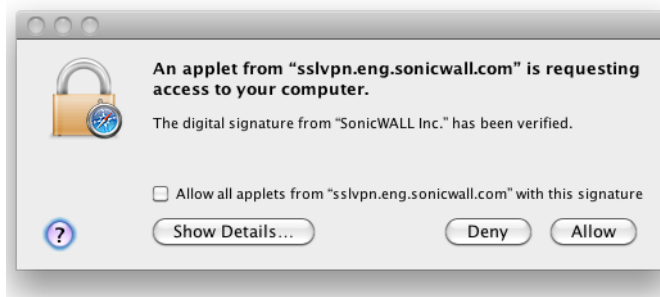 An applet from “sslvpn.eng.sonicwall.com” is requesting
access to your computer.
The digital signature from “SonicWALL Inc.” has been verified.
Allow all applets from “sslvpn.eng.sonicwall.com” with this signature
? Show Details... Deny Allow